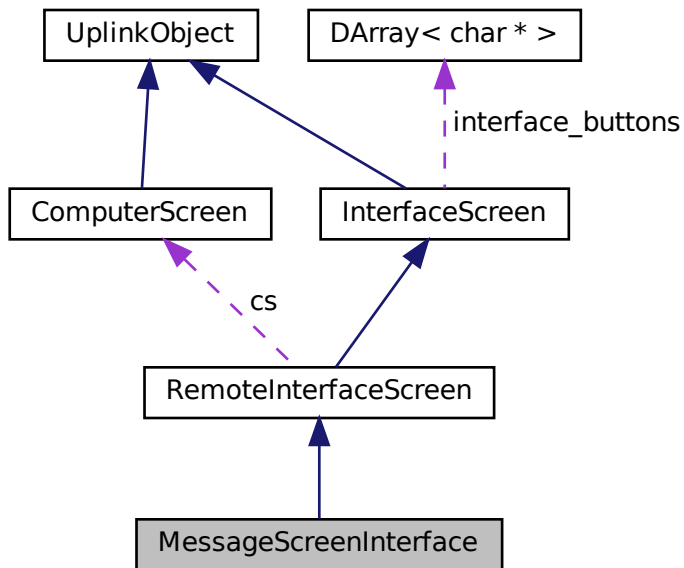 UplinkObject
DArray< char * >
interface_buttons
ComputerScreen
InterfaceScreen
cs
RemoteInterfaceScreen
MessageScreenInterface